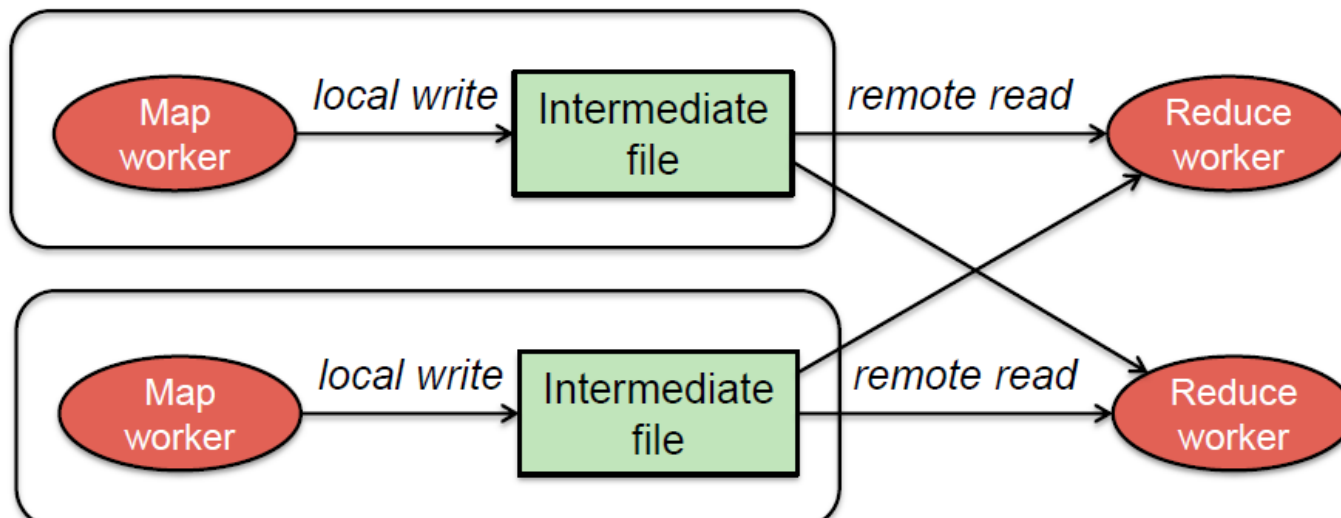 Map
worker
local write
Intermediate
file
remote read
Reduce
worker
Map
worker
local write
Intermediate
file
remote read
Reduce
worker